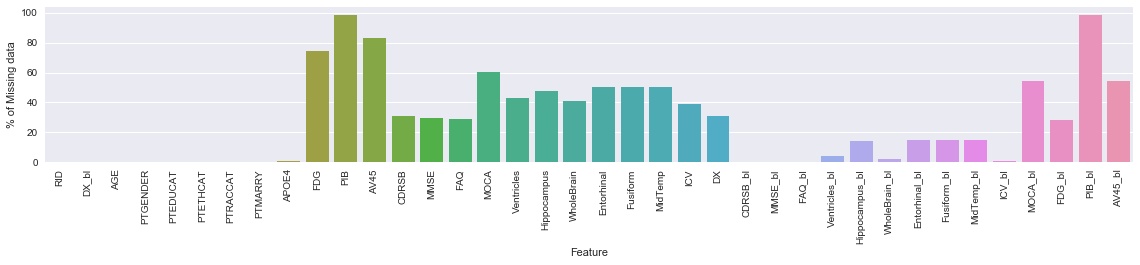 % of Missing data
100
80
60
40
20
0
RID
DX_bl
AGE
PTGENDER
PTEDUCAT
PTETHCAT
PTRACCAT
PTMARRY
APOE4
FDG
PIB
AV45
CDRSB
MMSE
FAQ
MOCA
Ventricles
Hippocampus
WholeBrain
Entorhinal
Fusiform
MidTemp
ICV
DX
CDRSB_bl
MMSE_bl
FAQ_bl
Ventricles_bl
Hippocampus_bl
WholeBrain_bl
Entorhinal_bl
Fusiform_bl
MidTemp_bl
ICV_bl
MOCA_bl
FDG_bl
PIB_bl
AV45_bl
Feature